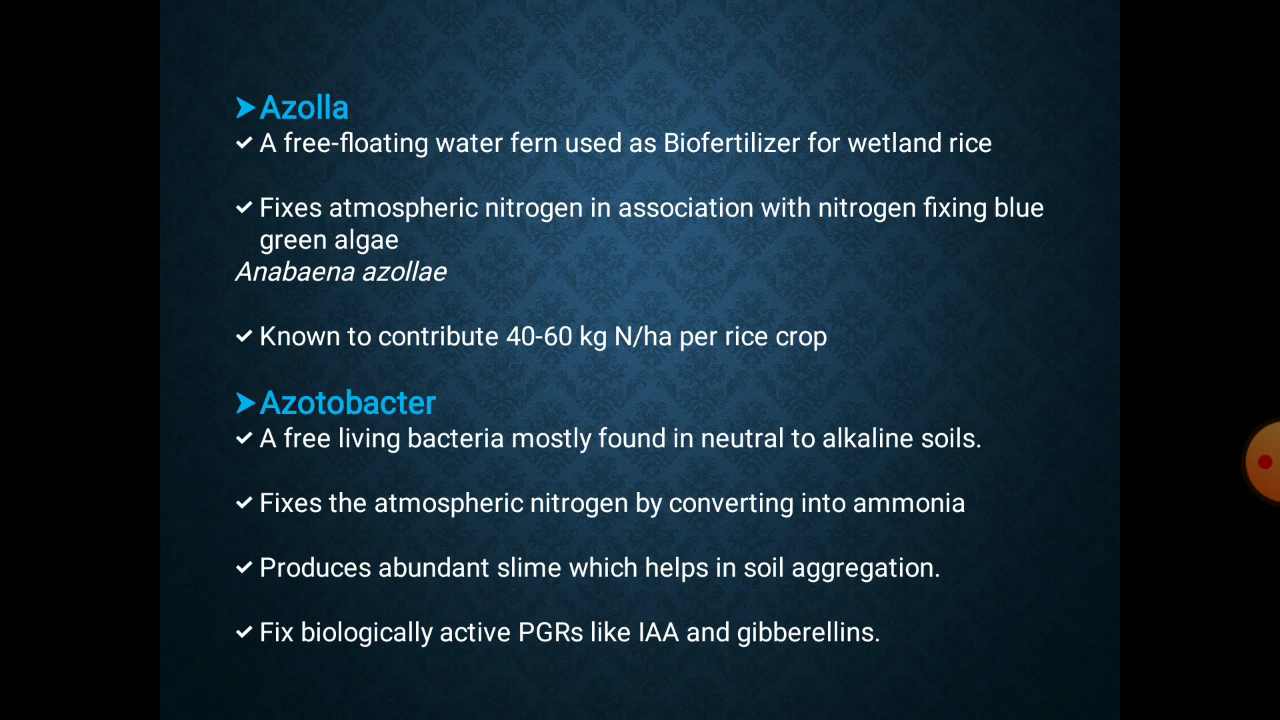 ➤Azolla
✓ A free-floating water fern used as Biofertilizer for wetland rice
✓ Fixes atmospheric nitrogen in association with nitrogen fixing blue
green algae
Anabaena azollae
✓ Known to contribute 40-60 kg N/ha per rice crop
➤Azotobacter
✓ A free living bacteria mostly found in neutral to alkaline soils.
✓ Fixes the atmospheric nitrogen by converting into ammonia
✓ Produces abundant slime which helps in soil aggregation.
✓ Fix biologically active PGRs like IAA and gibberellins.